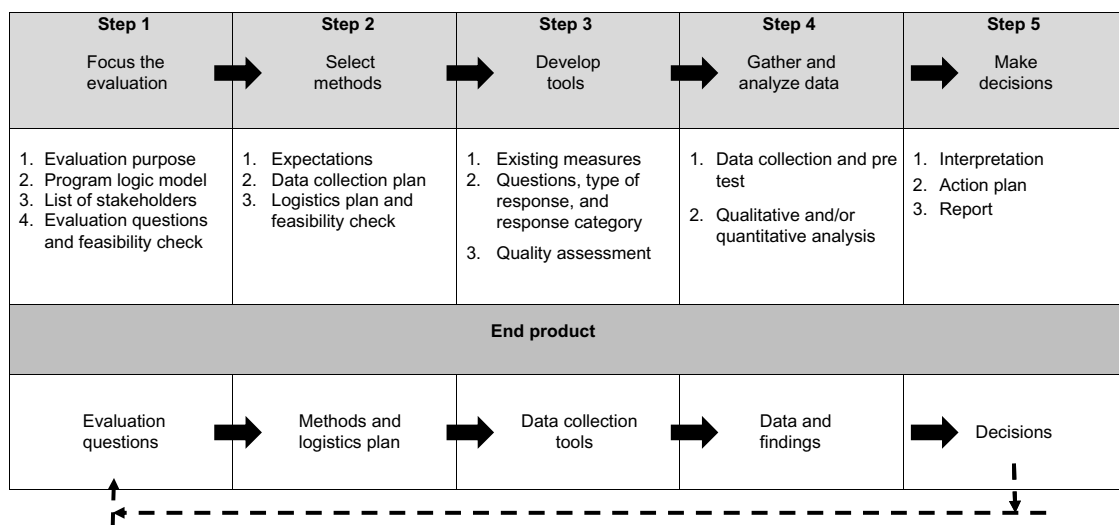 Step 1
Focus the
evaluation
Step 2
Select
methods
Step 3
Develop
tools
Step 4
Gather and
analyze data
Step 5
Make
decisions
1. Evaluation purpose
2. Program logic model
3. List of stakeholders
4. Evaluation questions
and feasibility check
1. Expectations
2. Data collection plan
3. Logistics plan and
feasibility check
1. Existing measures
2. Questions, type of
response, and
response category
3. Quality assessment
1. Data collection and pre
test
2. Qualitative and/or
quantitative analysis
1. Interpretation
2. Action plan
3. Report
End product
Evaluation
questions
Methods and
logistics plan
Data collection
tools
Data and
findings
Decisions